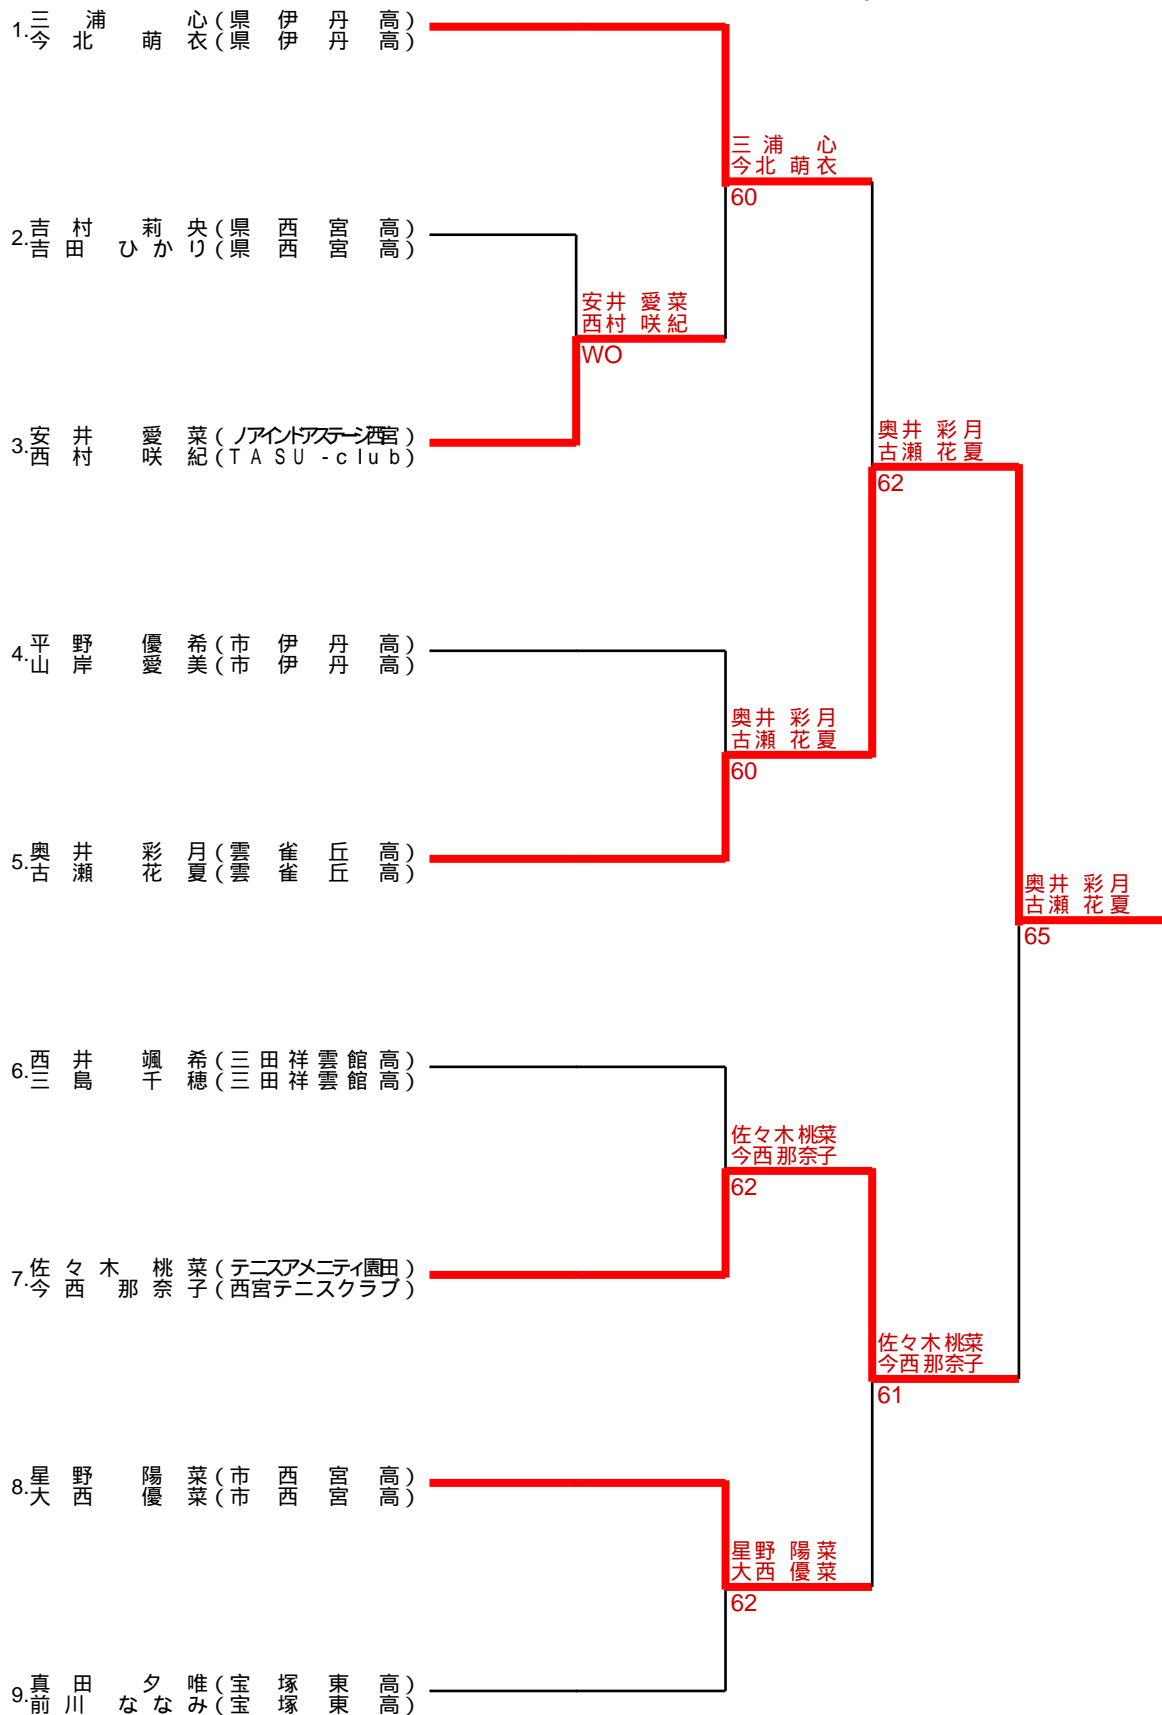 1.三浦 心(県伊丹高)
今北 萌衣(県伊丹高)
三浦 心
今北 萌衣
60
2.吉村 莉央(県西宮高)
吉田 ひかり(県西宮高)
安井 愛菜
西村 咲紀
WO
3.安井 愛菜(ノアインドアステージ西宮)
西村 咲紀(TASU-club)
奥井 彩月
古瀬 花夏
62
4.平野 優希(市伊丹高)
山岸 愛美(市伊丹高)
奥井 彩月
古瀬 花夏
60
5.奥井 彩月(雲雀丘高)
古瀬 花夏(雲雀丘高)
奥井 彩月
古瀬 花夏
65
6.西井 颯希(三田祥雲館高)
三島 千穂(三田祥雲館高)
佐々木桃菜
今西那奈子
62
7.佐々木 桃菜(テニスアメニティ園田)
今西 那奈子(西宮テニスクラブ)
佐々木桃菜
今西那奈子
61
8.星野 陽菜(市西宮高)
大西 優菜(市西宮高)
星野 陽菜
大西 優菜
62
9.真田 夕唯(宝塚東高)
前川 ななみ(宝塚東高)